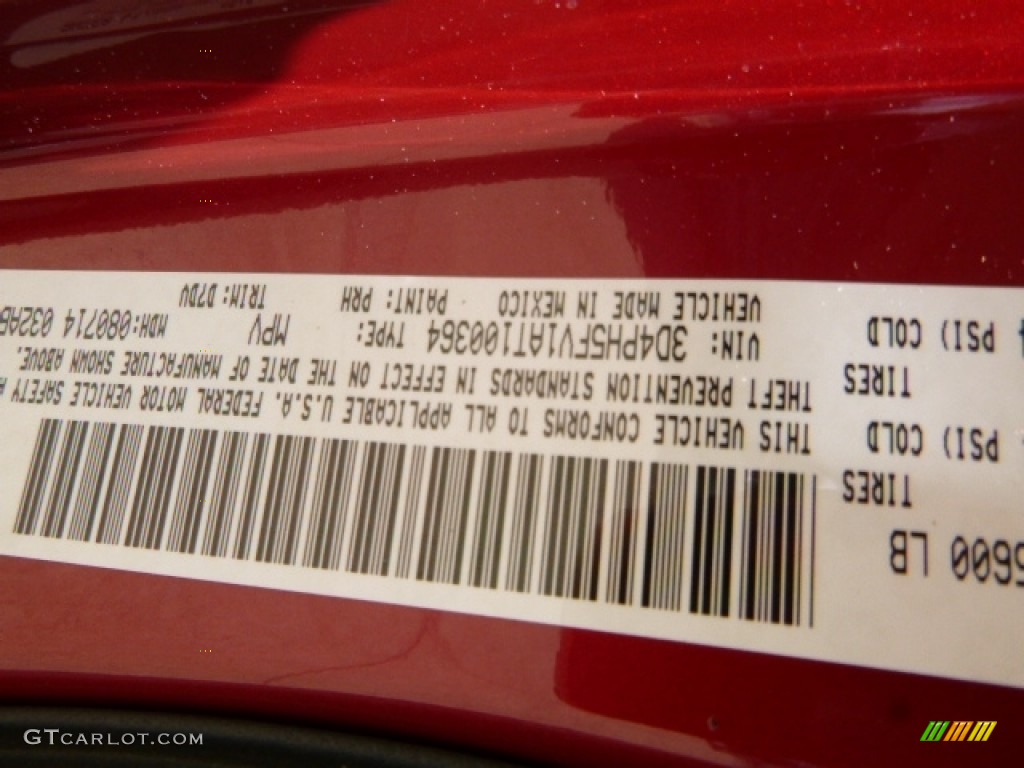 5600 LB
TIRES
PSI) COLD
TIRES
PSI) COLD
THIS VEHICLE CONFORMS TO ALL APPLICABLE U.S.A. FEDERAL MOTOR VEHICLE SAFETY
THEFT PREVENTION STANDARDS IN EFFECT ON THE DATE OF MANUFACTURE SHOWN ABOVE.
VIN: 3D4PH5FV1AT100364 TYPE: MPV MDH:080714 032AB
VEHICLE MADE IN MEXICO PAINT: PRH TRIM: D7DV
GTCARLOT.COM